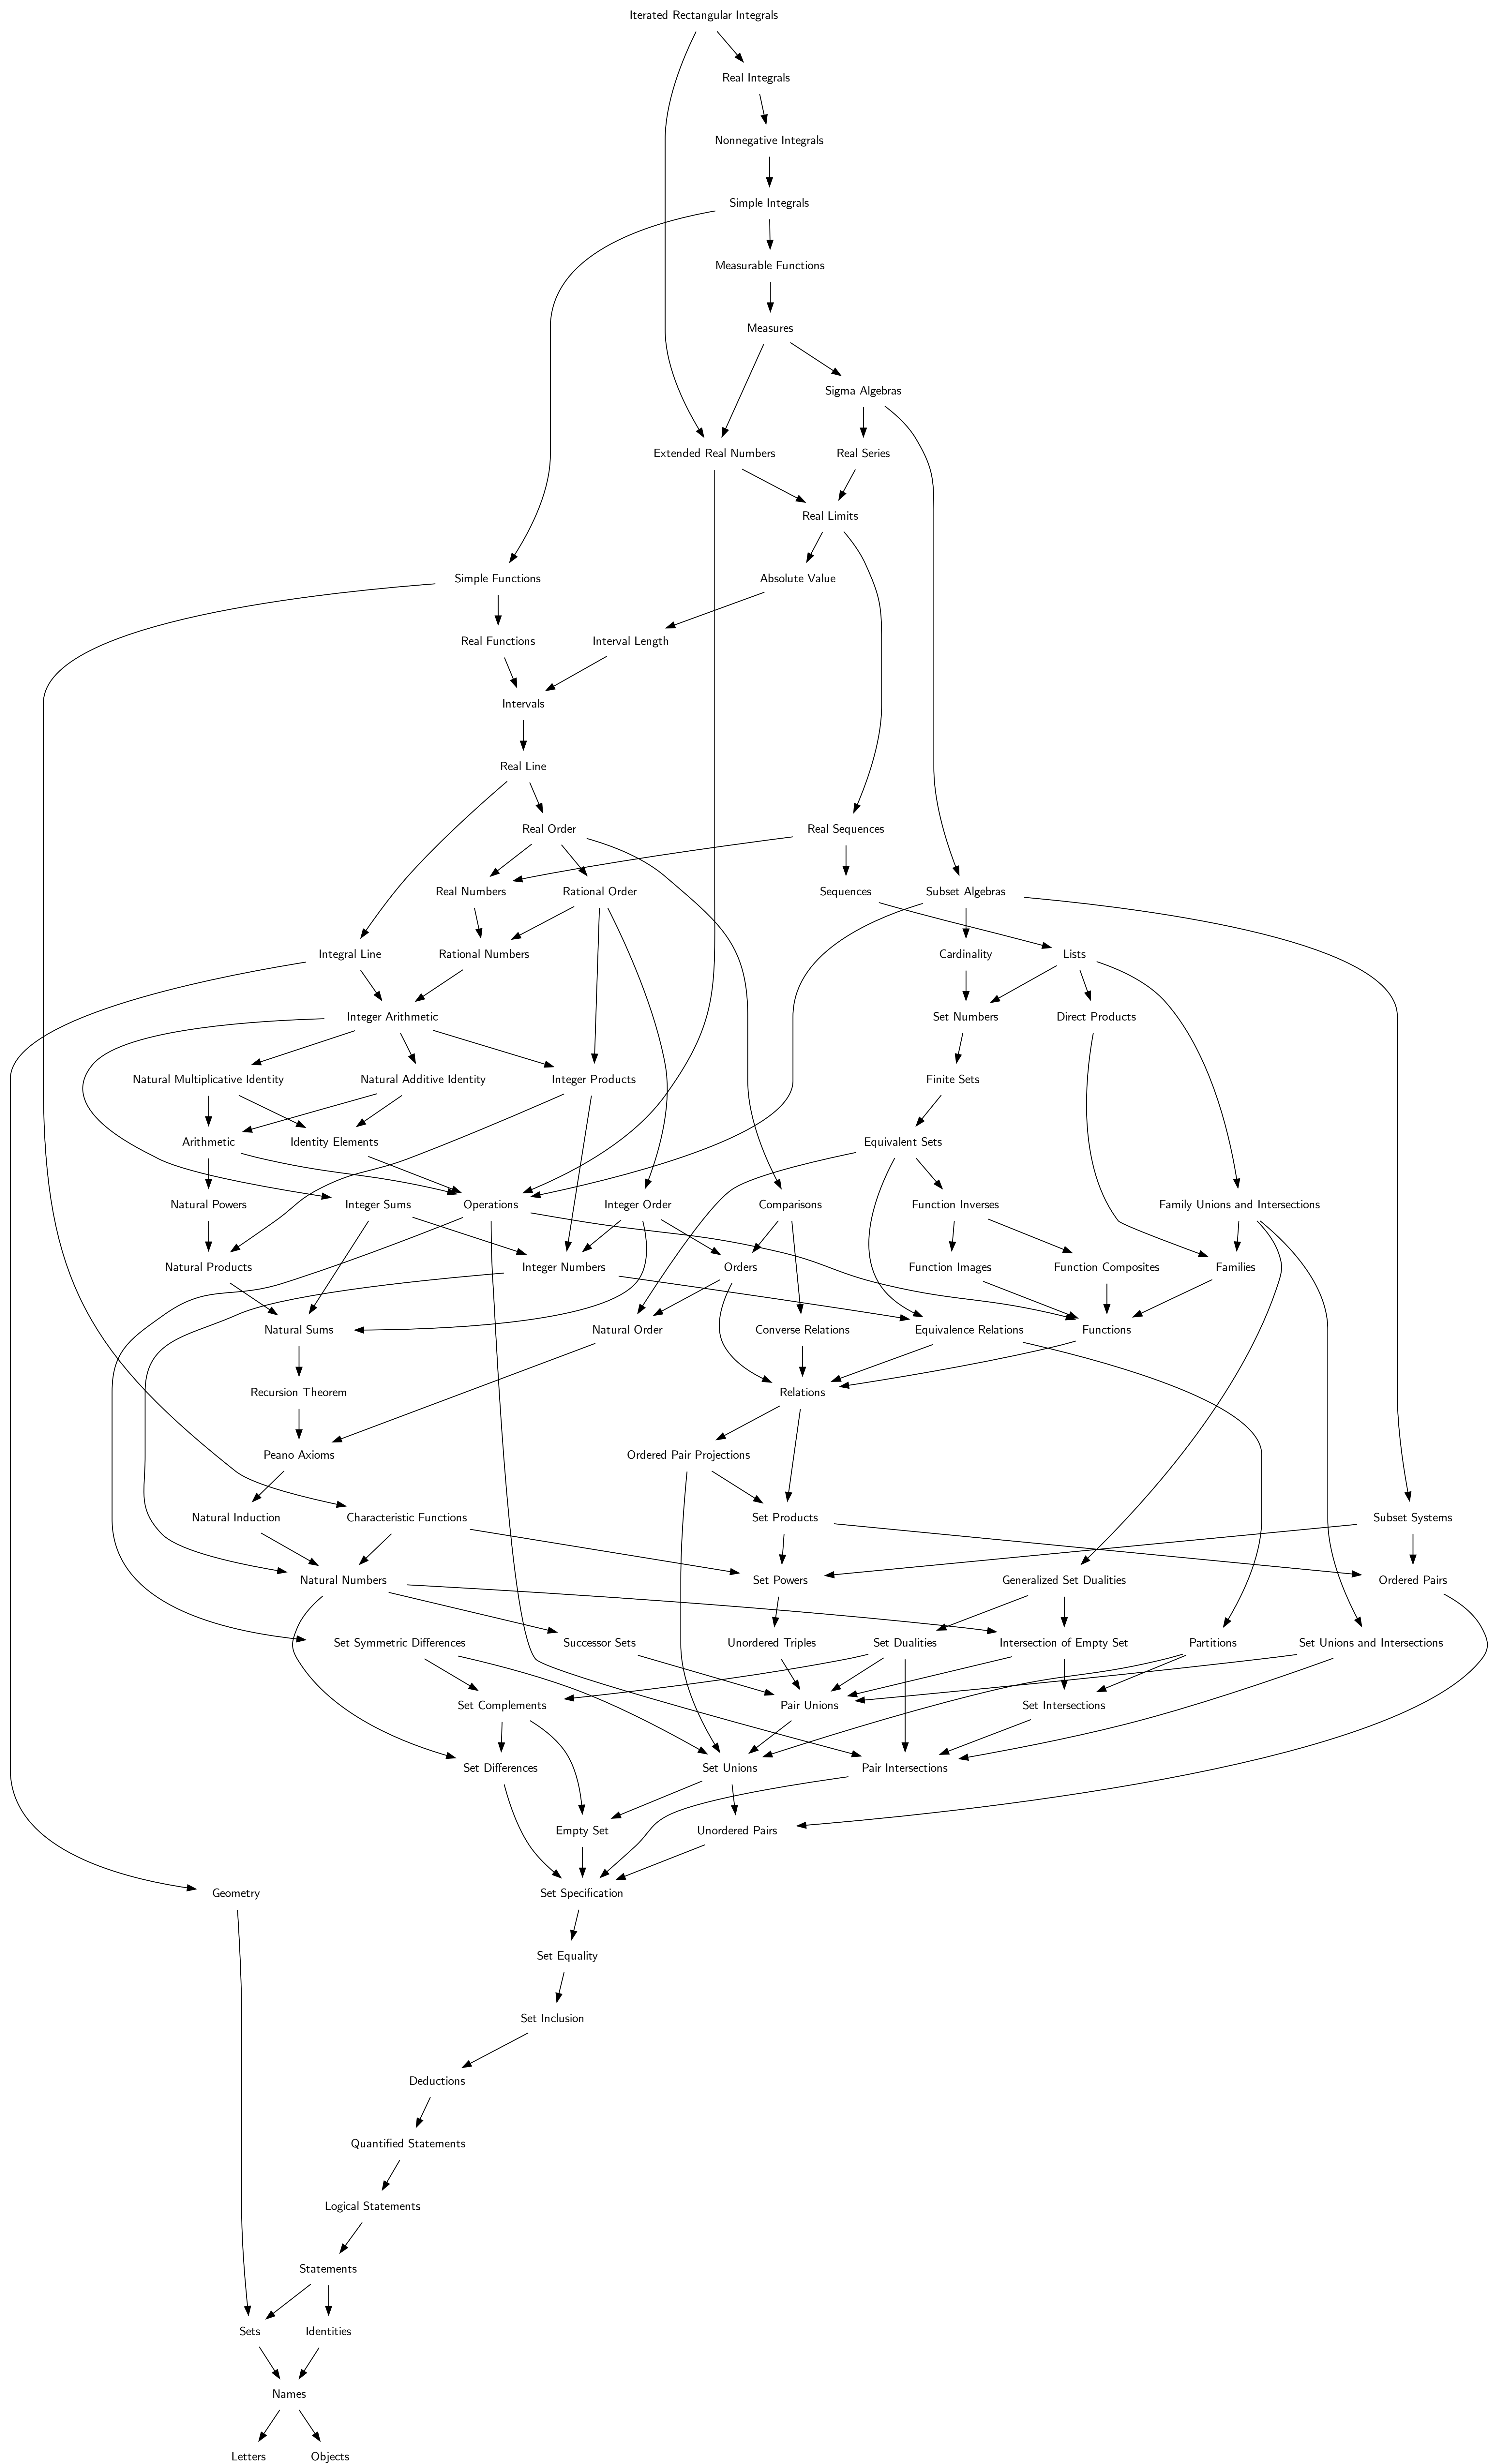 Iterated Rectangular Integrals
Real Integrals
Nonnegative Integrals
Simple Integrals
Measurable Functions
Measures
Sigma Algebras
Extended Real Numbers
Real Series
Real Limits
Simple Functions
Absolute Value
Real Functions
Interval Length
Intervals
Real Line
Real Order
Real Sequences
Real Numbers
Rational Order
Sequences
Subset Algebras
Integral Line
Rational Numbers
Cardinality
Lists
Integer Arithmetic
Set Numbers
Direct Products
Natural Multiplicative Identity
Natural Additive Identity
Integer Products
Finite Sets
Arithmetic
Identity Elements
Equivalent Sets
Natural Powers
Integer Sums
Operations
Integer Order
Comparisons
Function Inverses
Family Unions and Intersections
Natural Products
Integer Numbers
Orders
Function Images
Function Composites
Families
Natural Sums
Natural Order
Converse Relations
Equivalence Relations
Functions
Recursion Theorem
Relations
Peano Axioms
Ordered Pair Projections
Natural Induction
Characteristic Functions
Set Products
Subset Systems
Natural Numbers
Set Powers
Generalized Set Dualities
Ordered Pairs
Set Symmetric Differences
Successor Sets
Unordered Triples
Set Dualities
Intersection of Empty Set
Partitions
Set Unions and Intersections
Set Complements
Pair Unions
Set Intersections
Set Differences
Set Unions
Pair Intersections
Empty Set
Unordered Pairs
Geometry
Set Specification
Set Equality
Set Inclusion
Deductions
Quantified Statements
Logical Statements
Statements
Sets
Identities
Names
Letters
Objects